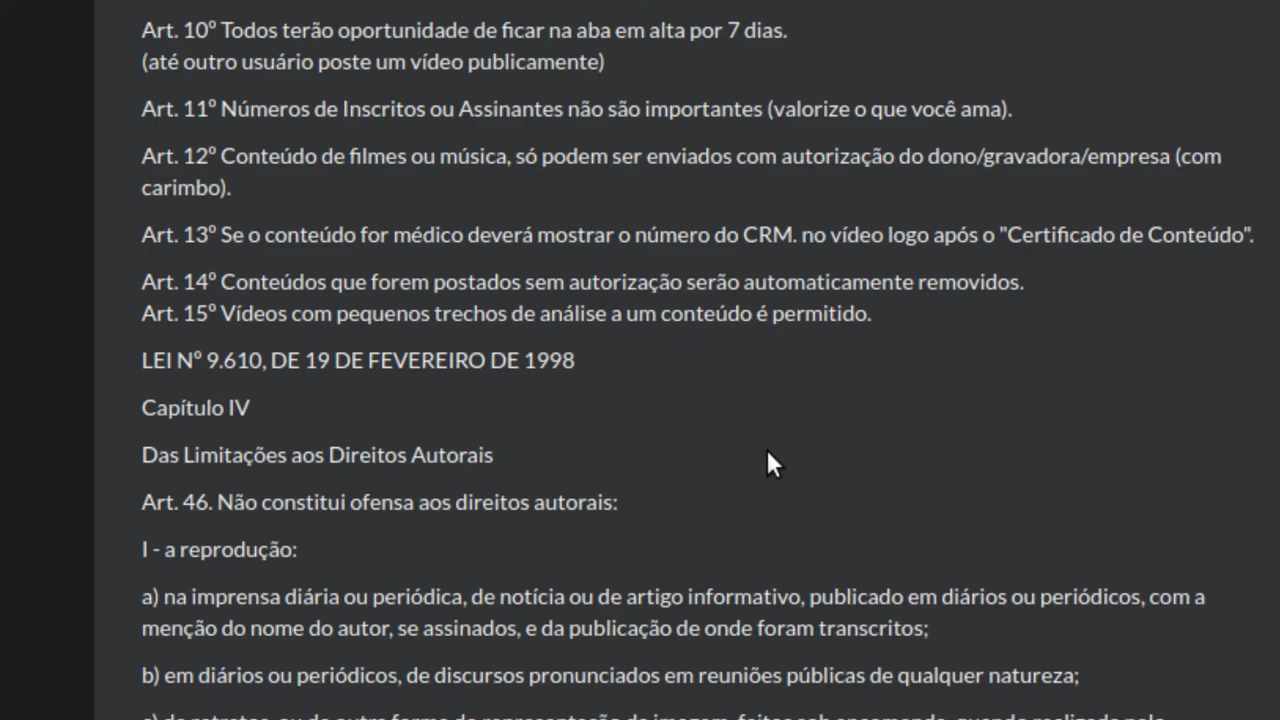 Art. 10º Todos terão oportunidade de ficar na aba em alta por 7 dias.
(até outro usuário poste um vídeo publicamente)
Art. 11º Números de Inscritos ou Assinantes não são importantes (valorize o que você ama).
Art. 12º Conteúdo de filmes ou música, só podem ser enviados com autorização do dono/gravadora/empresa (com
carimbo).
Art. 13º Se o conteúdo for médico deverá mostrar o número do CRM. no vídeo logo após o "Certificado de Conteúdo".
Art. 14º Conteúdos que forem postados sem autorização serão automaticamente removidos.
Art. 15º Vídeos com pequenos trechos de análise a um conteúdo é permitido.
LEI Nº 9.610, DE 19 DE FEVEREIRO DE 1998
Capítulo IV
Das Limitações aos Direitos Autorais
Art. 46. Não constitui ofensa aos direitos autorais:
I - a reprodução:
a) na imprensa diária ou periódica, de notícia ou de artigo informativo, publicado em diários ou periódicos, com a
menção do nome do autor, se assinados, e da publicação de onde foram transcritos;
b) em diários ou periódicos, de discursos pronunciados em reuniões públicas de qualquer natureza;